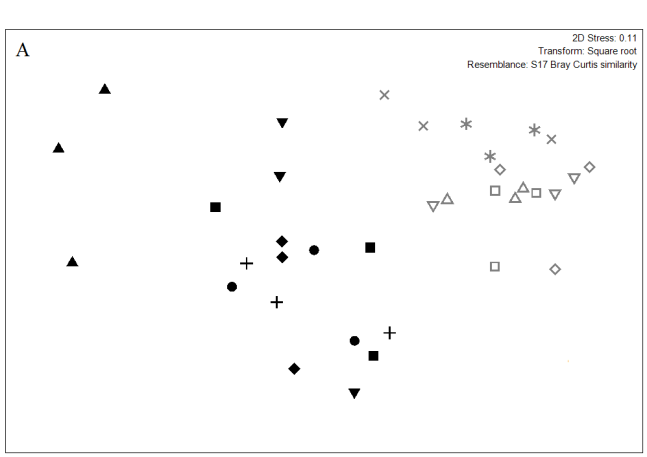 A
2D Stress: 0.11
Transform: Square root
Resemblance: S17 Bray Curtis similarity